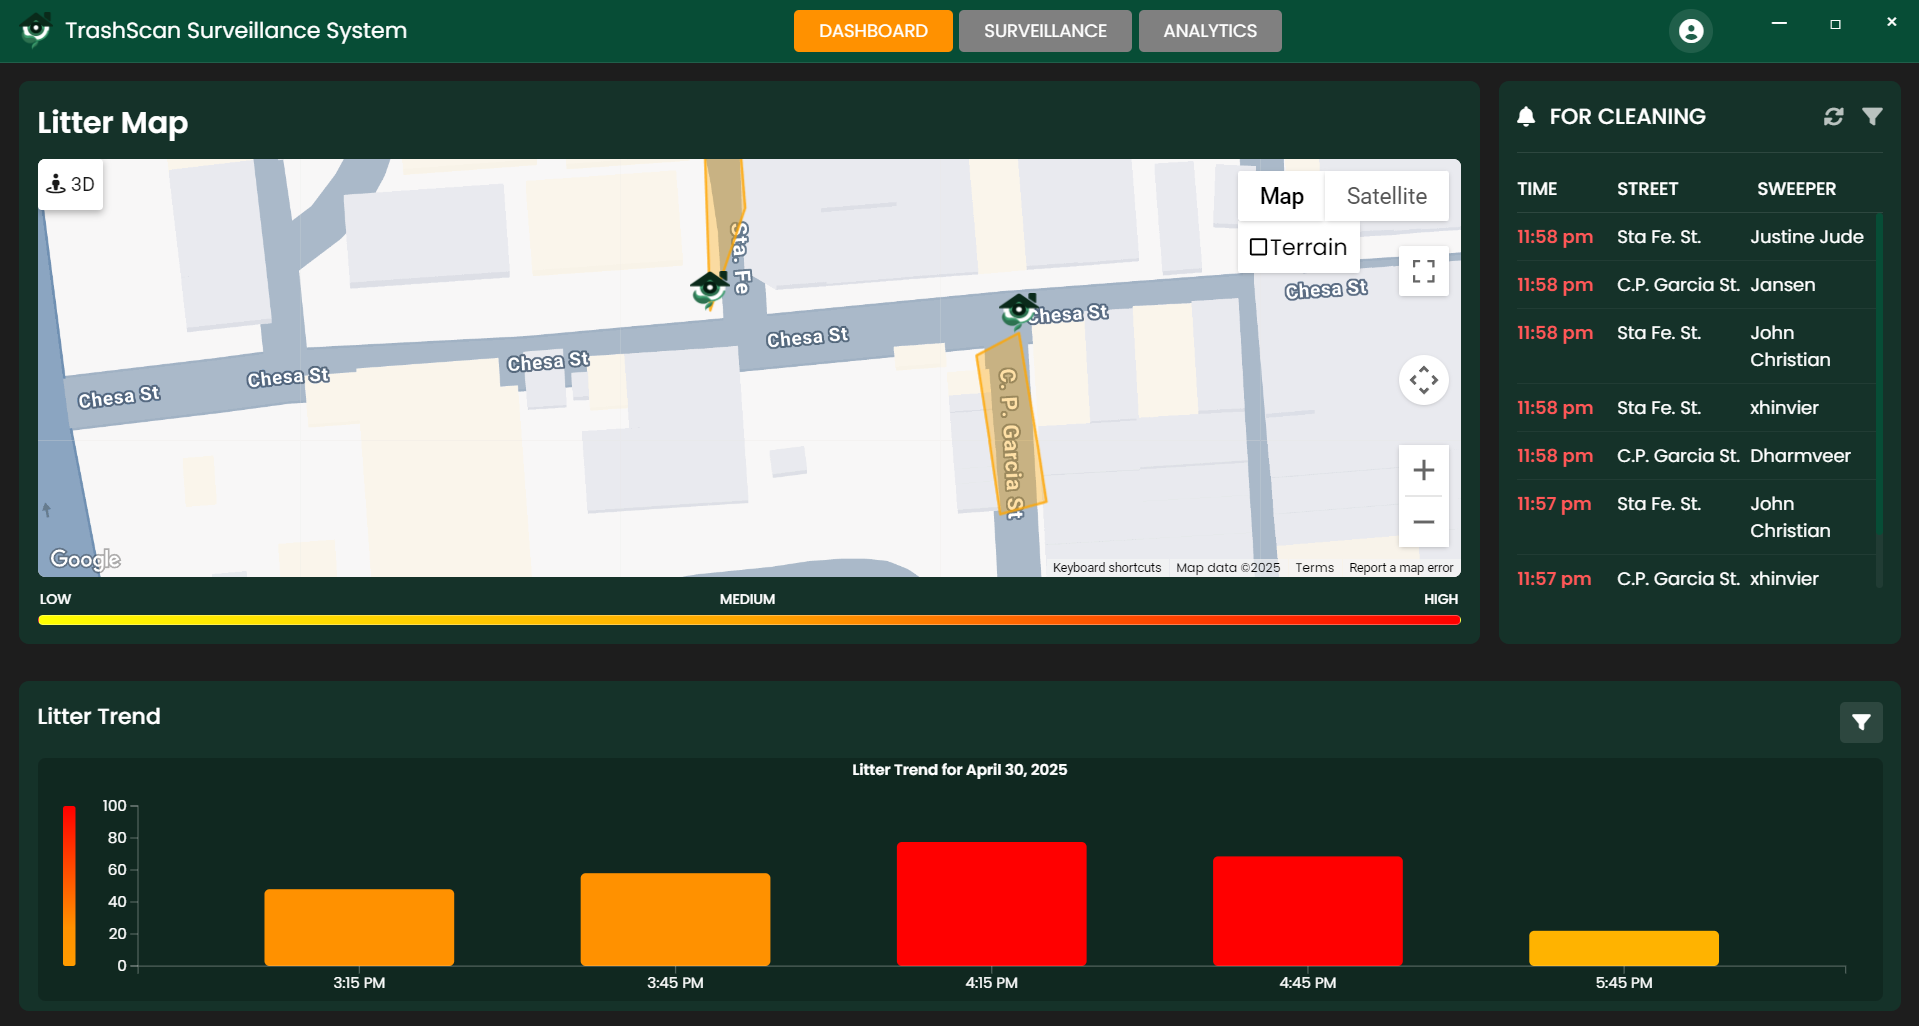 TrashScan Surveillance System
DASHBOARD
SURVEILLANCE
ANALYTICS
Litter Map
3D
Map
Satellite
Terrain
Sta. Fe
Chesa St
Chesa St
Chesa St
Chesa St
Chesa St
Chesa St
C. P. Garcia St
Google
Keyboard shortcuts
Map data ©2025
Terms
Report a map error
LOW
MEDIUM
HIGH
FOR CLEANING
TIME STREET SWEEPER
11:58 pm Sta Fe. St. Justine Jude
11:58 pm C.P. Garcia St. Jansen
11:58 pm Sta Fe. St. John
Christian
11:58 pm Sta Fe. St. xhinvier
11:58 pm C.P. Garcia St. Dharmveer
11:57 pm Sta Fe. St. John
Christian
11:57 pm C.P. Garcia St. xhinvier
Litter Trend
Litter Trend for April 30, 2025
100
80
60
40
20
0
3:15 PM
3:45 PM
4:15 PM
4:45 PM
5:45 PM